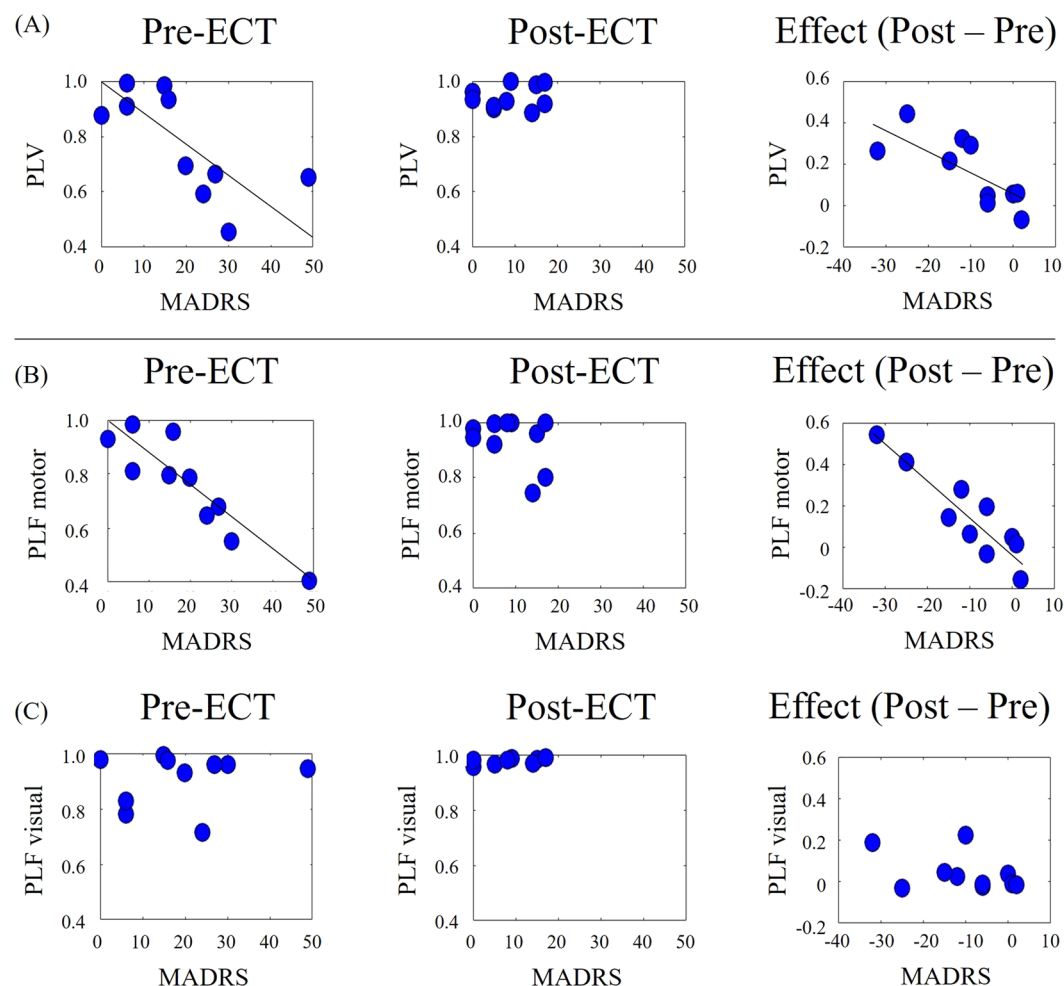 (A)
Pre-ECT
Post-ECT
Effect (Post – Pre)
PLV
1.0
0.8
0.6
0.4
0 10 20 30 40 50
MADRS
PLV
1.0
0.8
0.6
0.4
0 10 20 30 40 50
MADRS
PLV
0.6
0.4
0.2
0
-0.2
-40 -30 -20 -10 0 10
MADRS
(B)
Pre-ECT
Post-ECT
Effect (Post – Pre)
PLF motor
1.0
0.8
0.6
0.4
0 10 20 30 40 50
MADRS
PLF motor
1.0
0.8
0.6
0.4
0 10 20 30 40 50
MADRS
PLF motor
0.6
0.4
0.2
0
-0.2
-40 -30 -20 -10 0 10
MADRS
(C)
Pre-ECT
Post-ECT
Effect (Post – Pre)
PLF visual
1.0
0.8
0.6
0.4
0 10 20 30 40 50
MADRS
PLF visual
1.0
0.8
0.6
0.4
0 10 20 30 40 50
MADRS
PLF visual
0.6
0.4
0.2
0
-0.2
-40 -30 -20 -10 0 10
MADRS